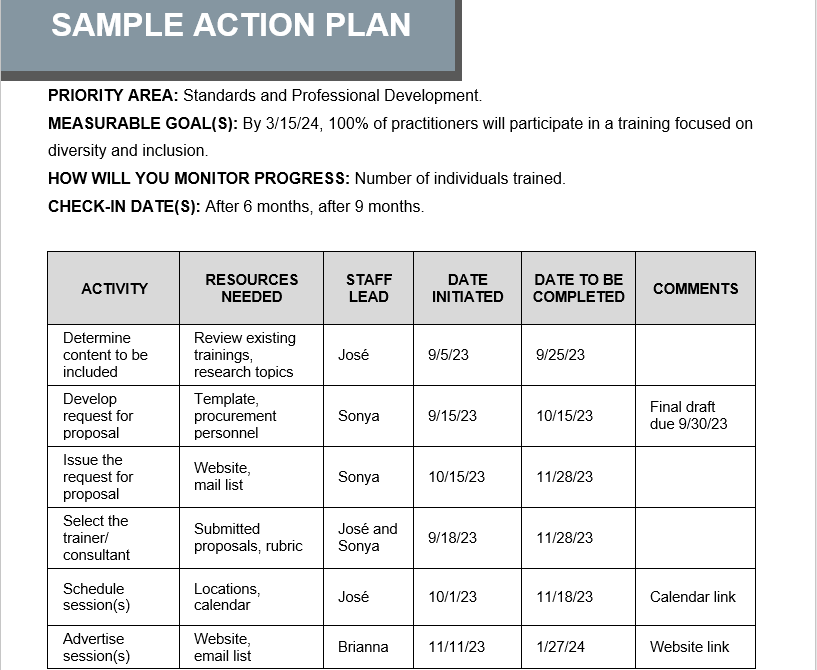 SAMPLE ACTION PLAN
PRIORITY AREA: Standards and Professional Development.
MEASURABLE GOAL(S): By 3/15/24, 100% of practitioners will participate in a training focused on
diversity and inclusion.
HOW WILL YOU MONITOR PROGRESS: Number of individuals trained.
CHECK-IN DATE(S): After 6 months, after 9 months.
ACTIVITY
RESOURCES
NEEDED
STAFF
LEAD
DATE
INITIATED
DATE TO BE
COMPLETED
COMMENTS
Determine
content to be
included
Review existing
trainings,
research topics
José
9/5/23
9/25/23
Develop
request for
proposal
Template,
procurement
personnel
Sonya
9/15/23
10/15/23
Final draft
due 9/30/23
Issue the
request for
proposal
Website,
mail list
Sonya
10/15/23
11/28/23
Select the
trainer/
consultant
Submitted
proposals, rubric
José and
Sonya
9/18/23
11/28/23
Schedule
session(s)
Locations,
calendar
José
10/1/23
11/18/23
Calendar link
Advertise
session(s)
Website,
email list
Brianna
11/11/23
1/27/24
Website link